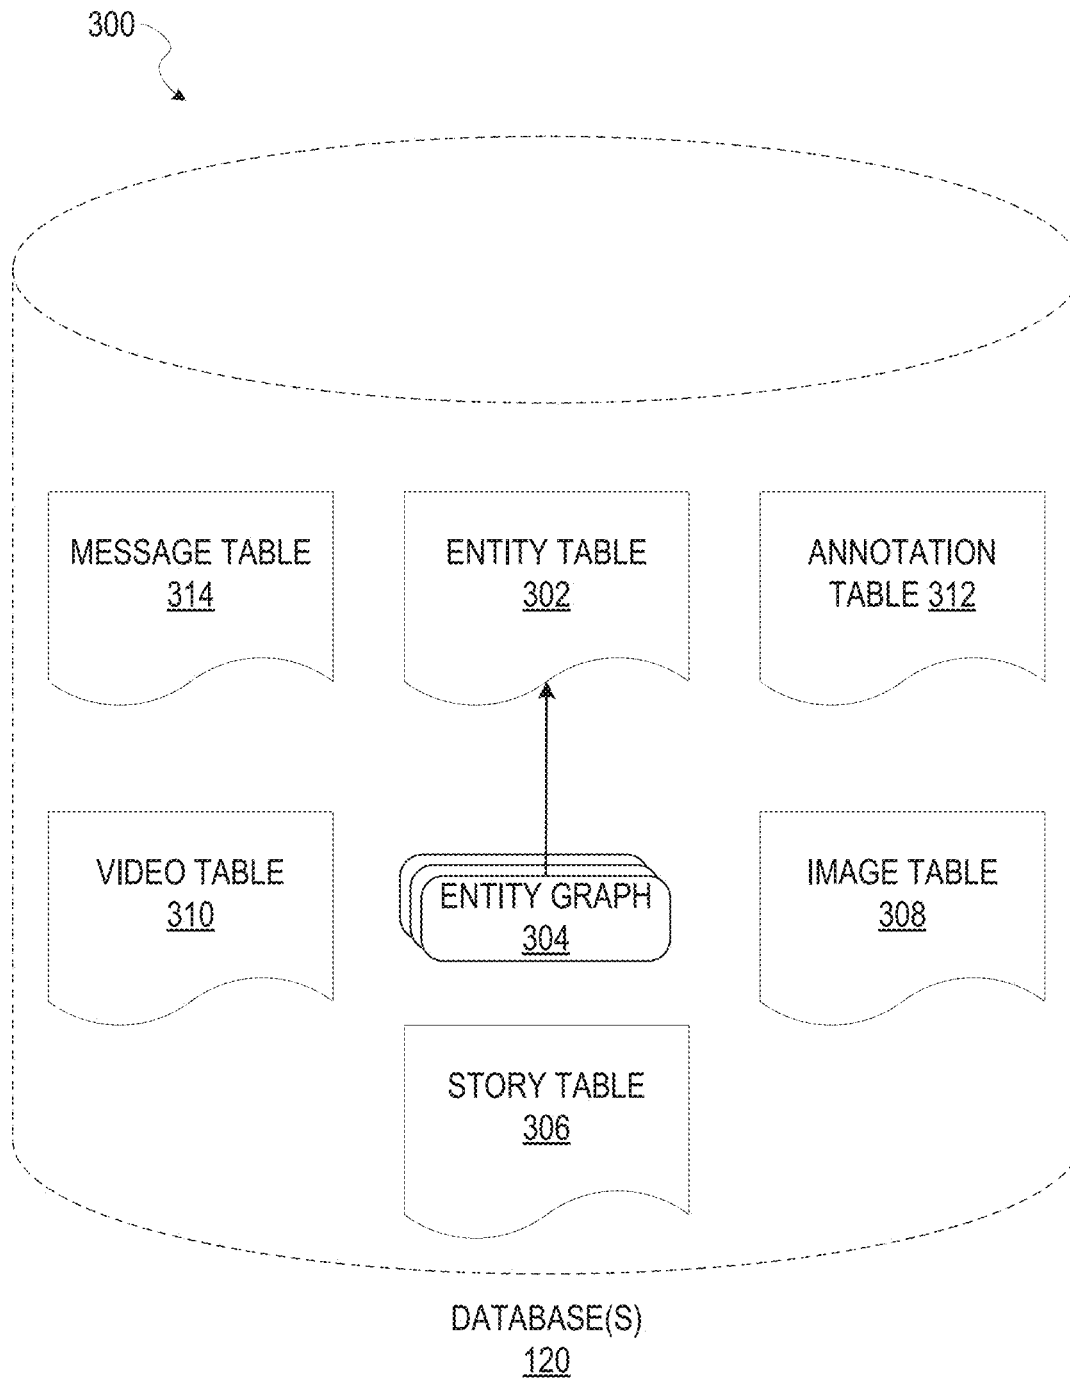 300
MESSAGE TABLE
314
ENTITY TABLE
302
ANNOTATION
TABLE 312
VIDEO TABLE
310
ENTITY GRAPH
304
IMAGE TABLE
308
STORY TABLE
306
DATABASE(S)
120